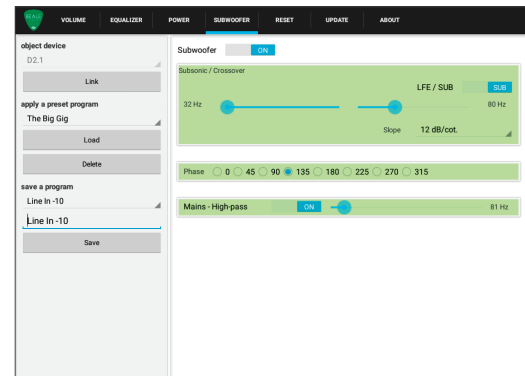 BEALE
VOLUME EQUALIZER POWER SUBWOOFER RESET UPDATE ABOUT
object device
D2.1
Link
apply a preset program
The Big Gig
Load
Delete
save a program
Line In -10
Line In -10
Save
Subwoofer ON
Subsonic / Crossover
LFE / SUB SUB
32 Hz 80 Hz
Slope 12 dB/cot.
Phase 0 45 90 135 180 225 270 315
Mains - High-pass ON 81 Hz